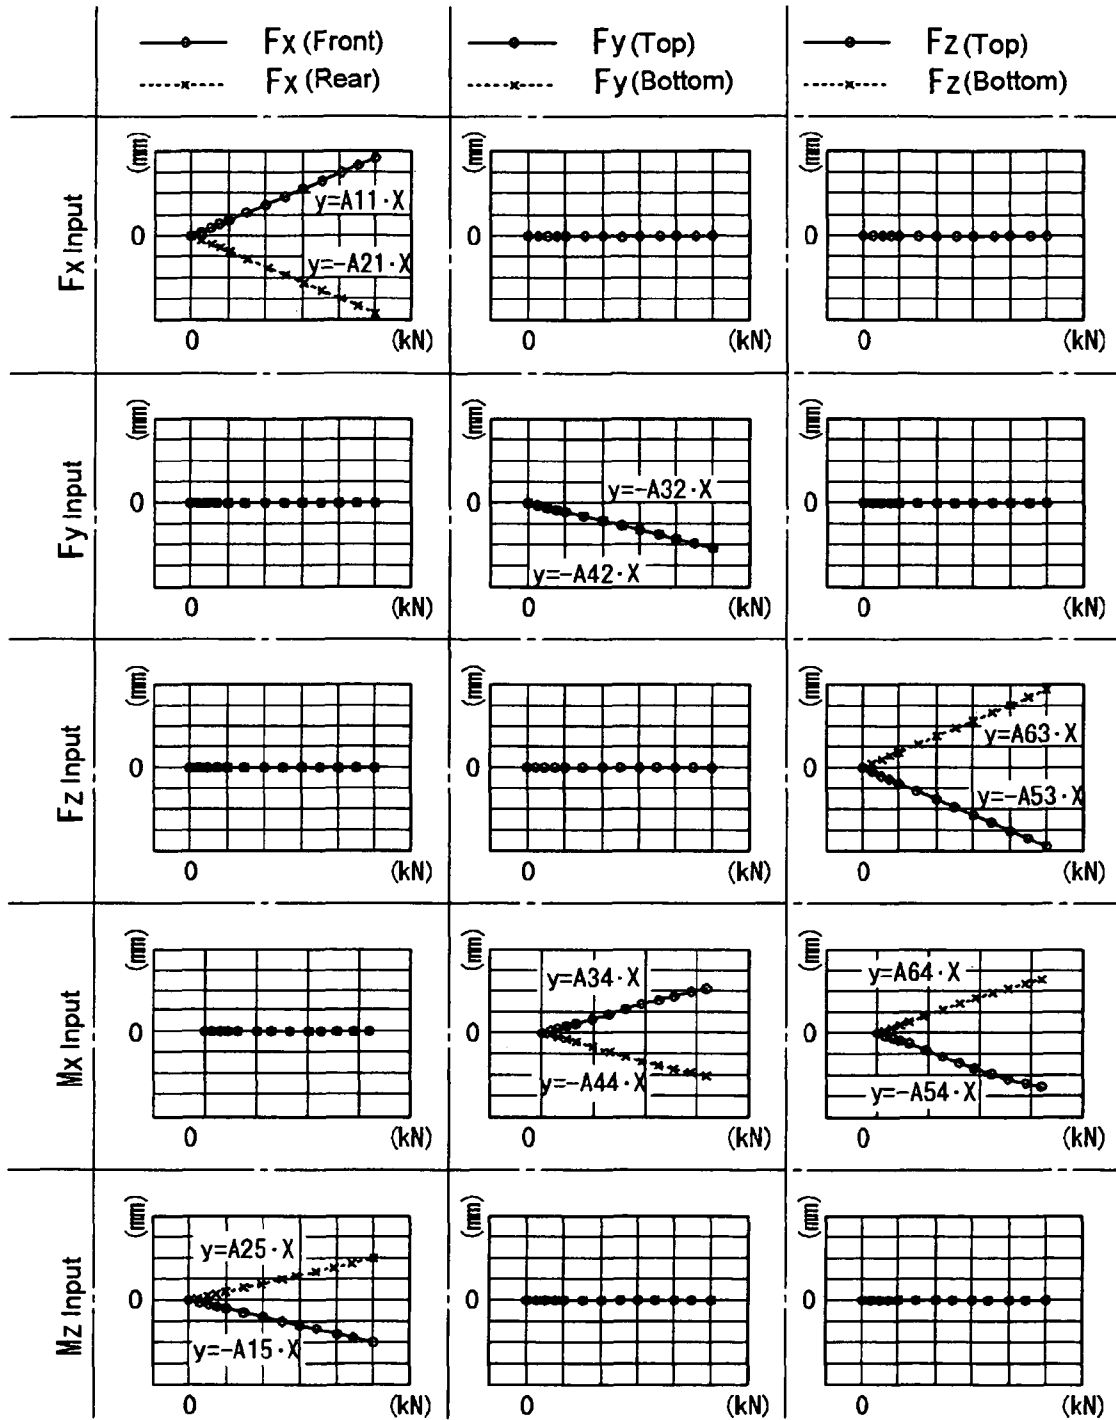 Fx (Front)
Fx (Rear)
Fy (Top)
Fy (Bottom)
Fz (Top)
Fz (Bottom)
Fx Input
(mm)
0
y=A11·X
y=-A21·X
0
(kN)
(mm)
0
0
(kN)
(mm)
0
0
(kN)
Fy Input
(mm)
0
0
(kN)
(mm)
0
y=-A32·X
y=-A42·X
0
(kN)
(mm)
0
0
(kN)
Fz Input
(mm)
0
0
(kN)
(mm)
0
0
(kN)
(mm)
0
y=A63·X
y=-A53·X
0
(kN)
Mx Input
(mm)
0
0
(kN)
(mm)
0
y=A34·X
y=-A44·X
0
(kN)
(mm)
0
y=A64·X
y=-A54·X
0
(kN)
Mz Input
(mm)
0
y=A25·X
y=-A15·X
0
(kN)
(mm)
0
0
(kN)
(mm)
0
0
(kN)